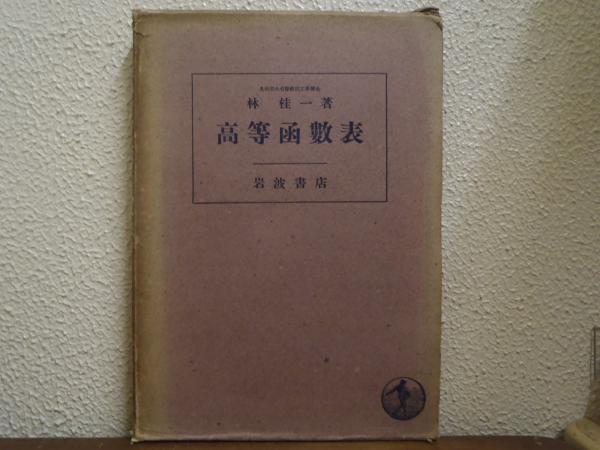 林 桂一 著
高等函數表
岩波書店